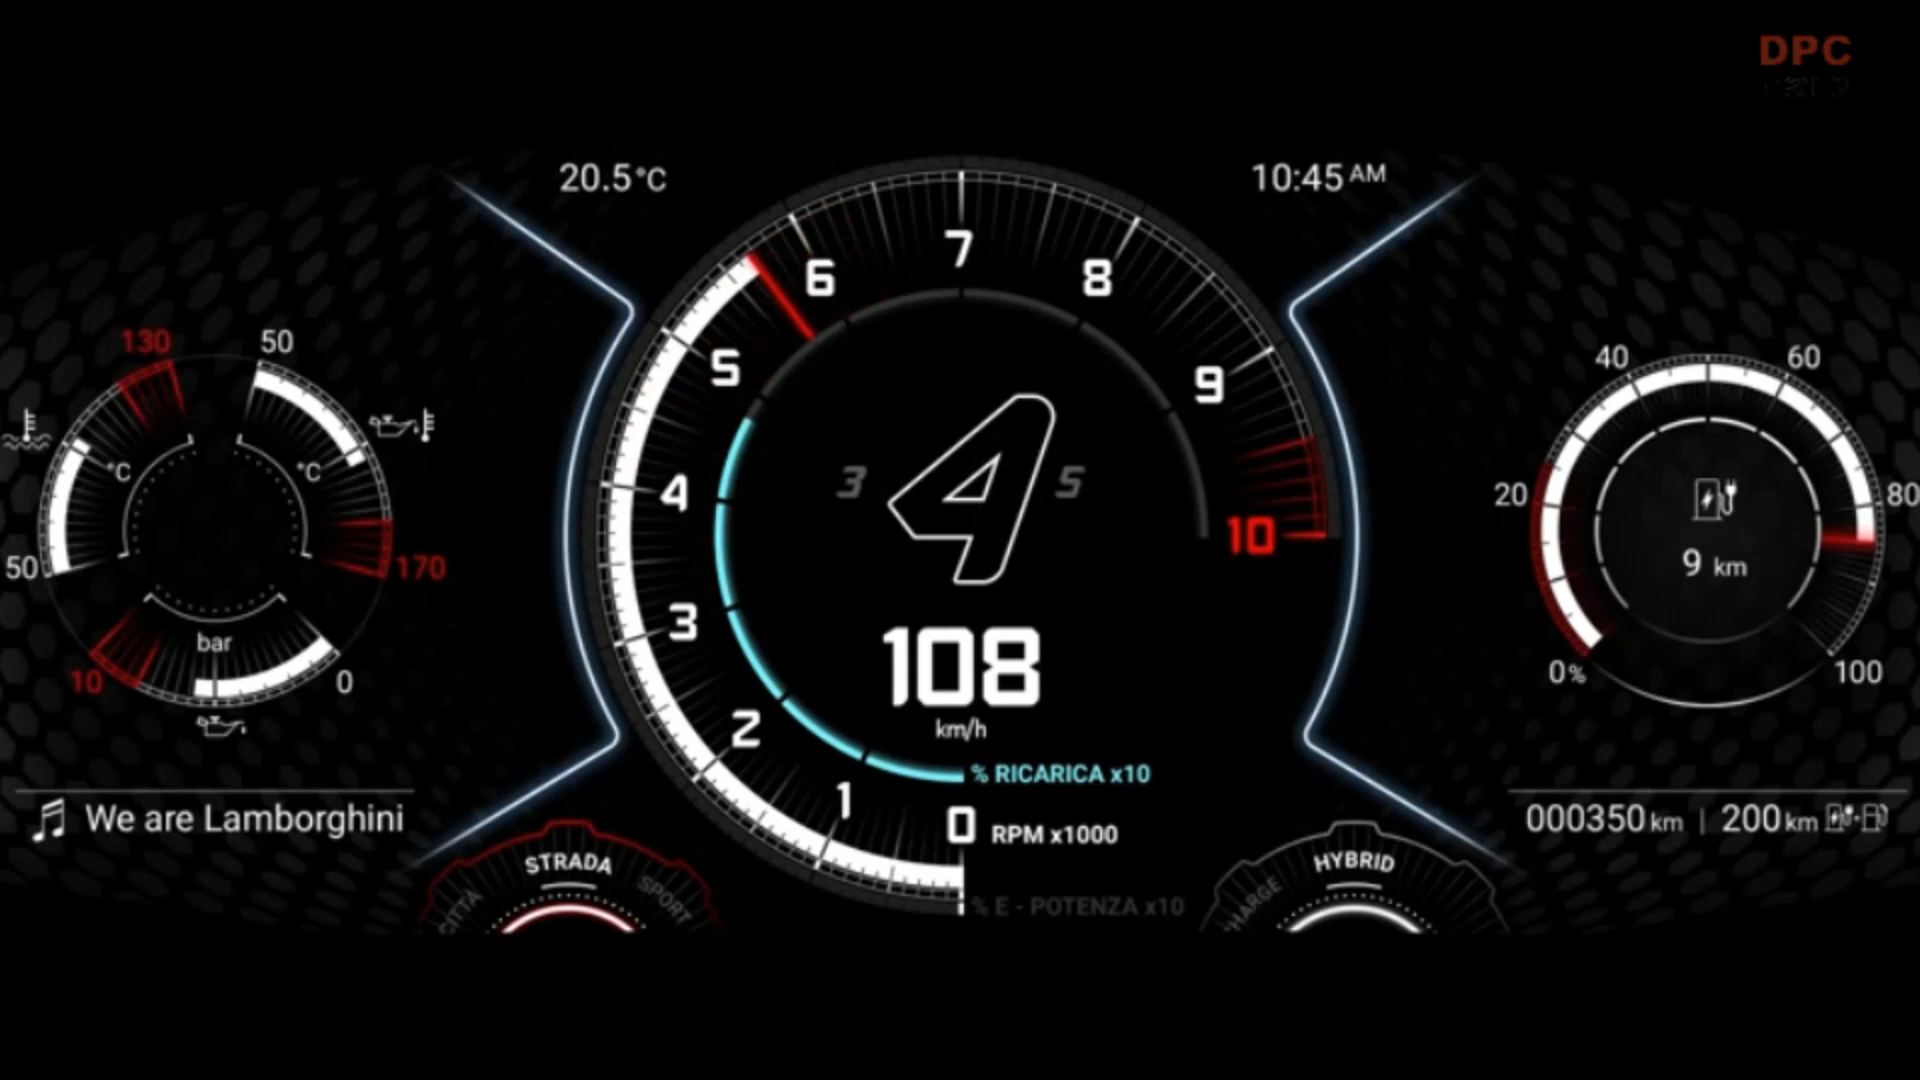 DPC
20.5°C
10:45 AM
7
6
8
5
9
4
10
3
2
1
0
3 4 5
108
km/h
% RICARICA x10
RPM x1000
% E - POTENZA x10
130
50
°C
°C
50
170
bar
10
0
We are Lamborghini
40
60
20
80
9 km
0%
100
000350 km | 200 km
CITTA
STRADA
SPORT
HYBRID